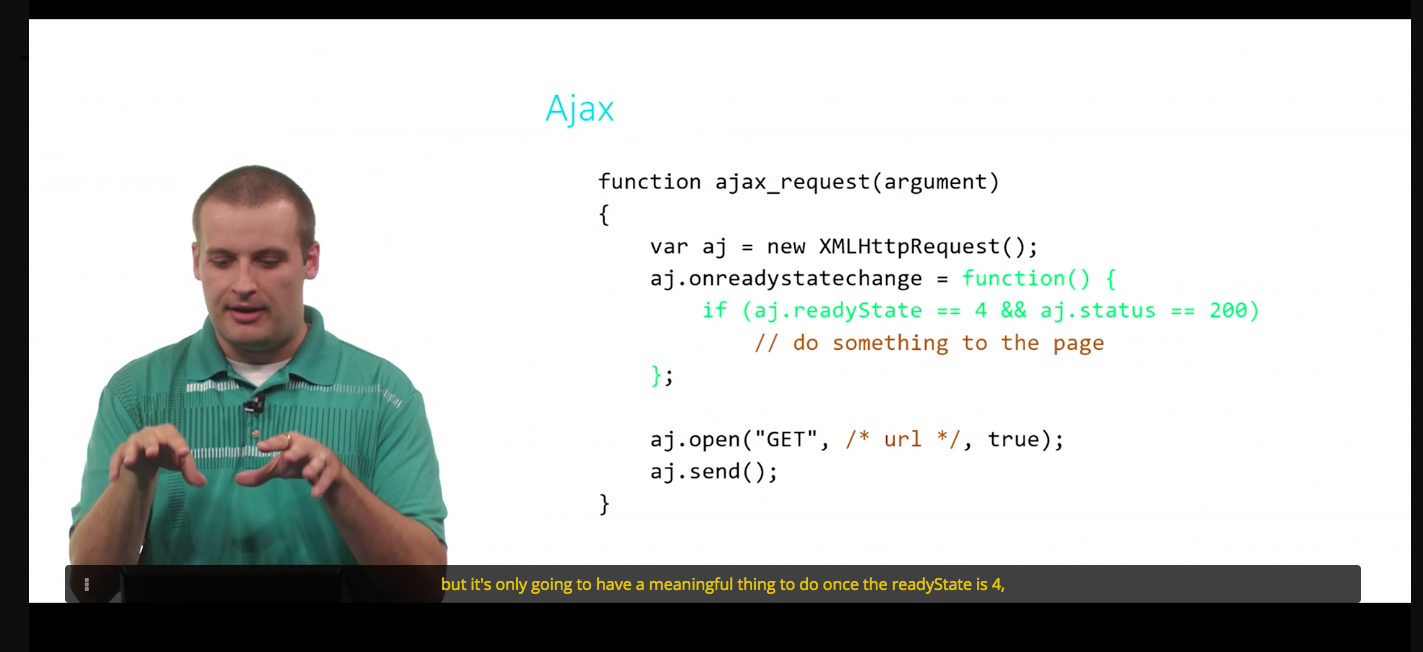 Ajax
function ajax_request(argument)
{
    var aj = new XMLHttpRequest();
    aj.onreadystatechange = function() {
        if (aj.readyState == 4 && aj.status == 200)
            // do something to the page
    };
    aj.open("GET", /* url */, true);
    aj.send();
}
but it's only going to have a meaningful thing to do once the readyState is 4,